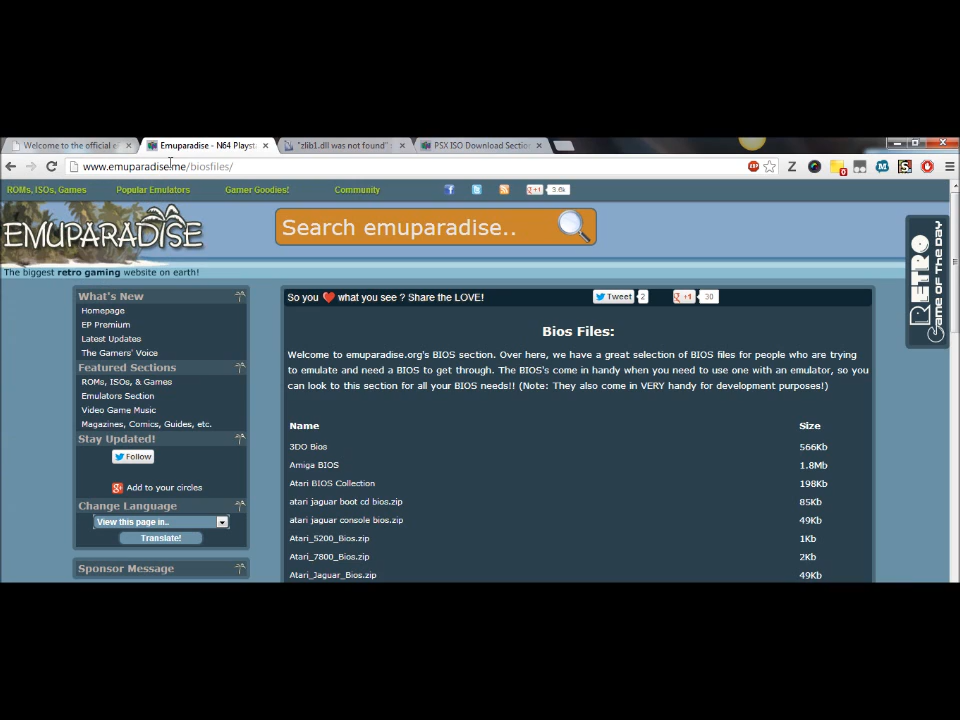 Welcome to the official c
Emuparadise - N64 Playst
"zlib1.dll was not found"
PSX ISO Download Sectio
www.emuparadise.me/biosfiles/
ROMs, ISOs, Games
Popular Emulators
Gamer Goodiest
Community
+1
3.6k
EMUPARADISE
Search emuparadise..
The biggest retro gaming website on earth!
RETRO
GAME OF THE DAY
What's New
Homepage
EP Premium
Latest Updates
The Gamers' Voice
Featured Sections
ROMs, ISOs, & Games
Emulators Section
Video Game Music
Magazines, Comics, Guides, etc.
Stay Updated!
Follow
Add to your circles
Change Language
View this page in..
Translate!
Sponsor Message
So you ❤ what you see ? Share the LOVE!
Tweet
2
+1
30
Bios Files:
Welcome to emuparadise.org's BIOS section. Over here, we have a great selection of BIOS files for people who are trying
to emulate and need a BIOS to get through. The BIOS's come in handy when you need to use one with an emulator, so you
can look to this section for all your BIOS needs!! (Note: They also come in VERY handy for development purposes!)
Name Size
3DO Bios 566Kb
Amiga BIOS 1.8Mb
Atari BIOS Collection 198Kb
atari jaguar boot cd bios.zip 85Kb
atari jaguar console bios.zip 49Kb
Atari_5200_Bios.zip 1Kb
Atari_7800_Bios.zip 2Kb
Atari_Jaguar_Bios.zip 49Kb